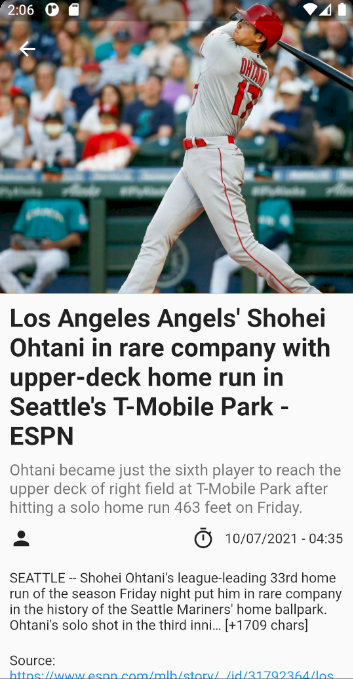 2:06
OHTANI
17
#FlyAlaska
Alaska
#FlyAlaska
Los Angeles Angels' Shohei
Ohtani in rare company with
upper-deck home run in
Seattle's T-Mobile Park -
ESPN
Ohtani became just the sixth player to reach the
upper deck of right field at T-Mobile Park after
hitting a solo home run 463 feet on Friday.
10/07/2021 - 04:35
SEATTLE -- Shohei Ohtani's league-leading 33rd home
run of the season Friday night put him in rare company
in the history of the Seattle Mariners' home ballpark.
Ohtani's solo shot in the third inni… [+1709 chars]
Source:
https://www.espn.com/mlb/story/_/id/31792364/los